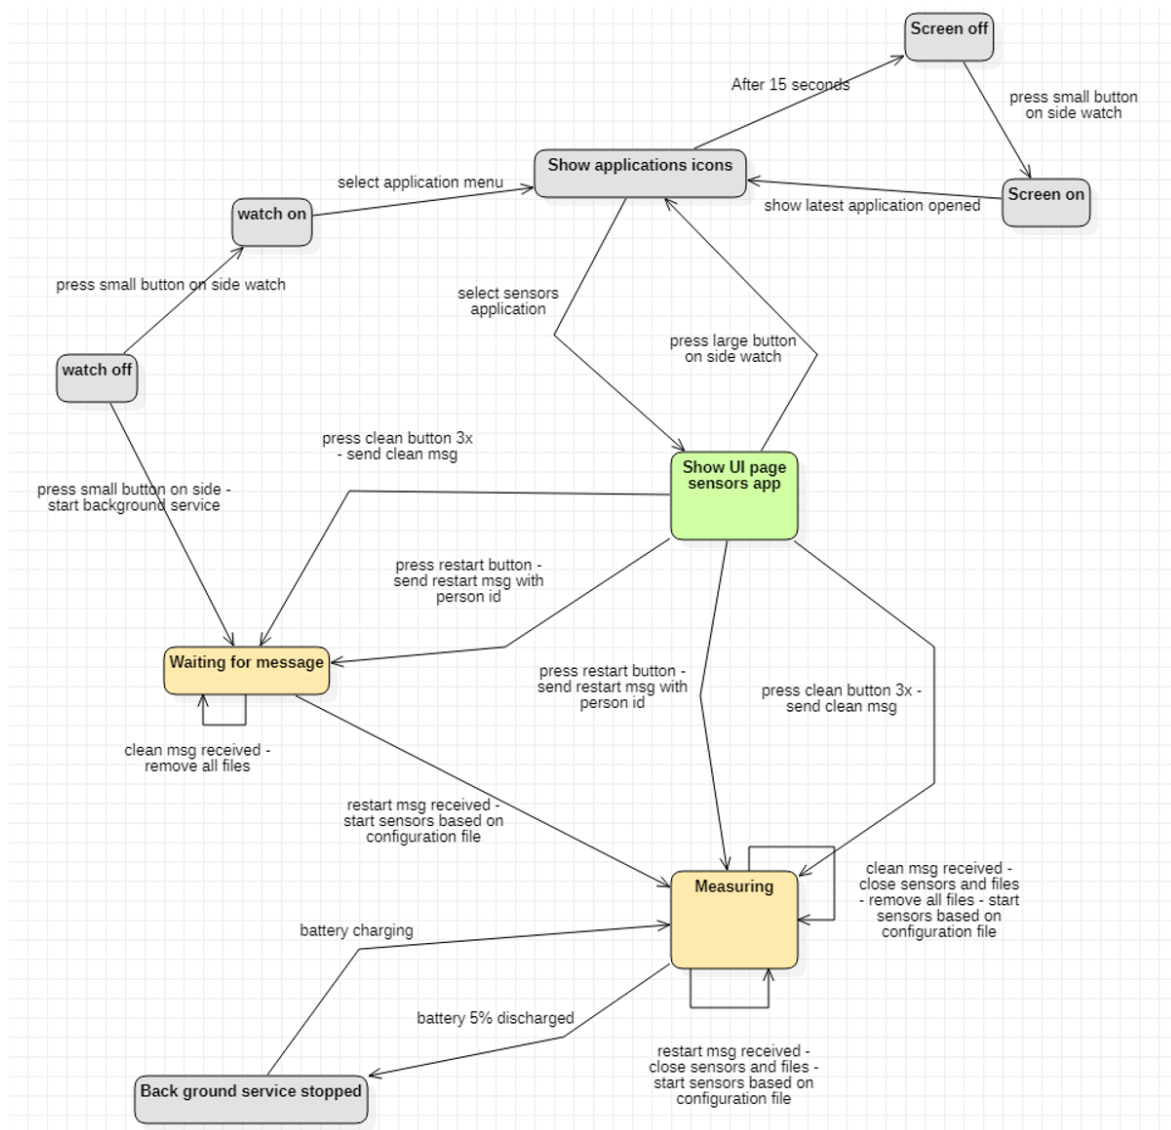 Screen off
After 15 seconds
press small button
on side watch
Show applications icons
select application menu
Screen on
show latest application opened
watch on
press small button on side watch
select sensors
application
press large button
on side watch
watch off
press clean button 3x
- send clean msg
Show UI page
sensors app
press small button on side -
start background service
press restart button -
send restart msg with
person id
Waiting for message
press restart button -
send restart msg with
person id
press clean button 3x -
send clean msg
clean msg received -
remove all files
restart msg received -
start sensors based on
configuration file
Measuring
clean msg received -
close sensors and files
- remove all files - start
sensors based on
configuration file
battery charging
battery 5% discharged
restart msg received -
close sensors and files -
start sensors based on
configuration file
Back ground service stopped